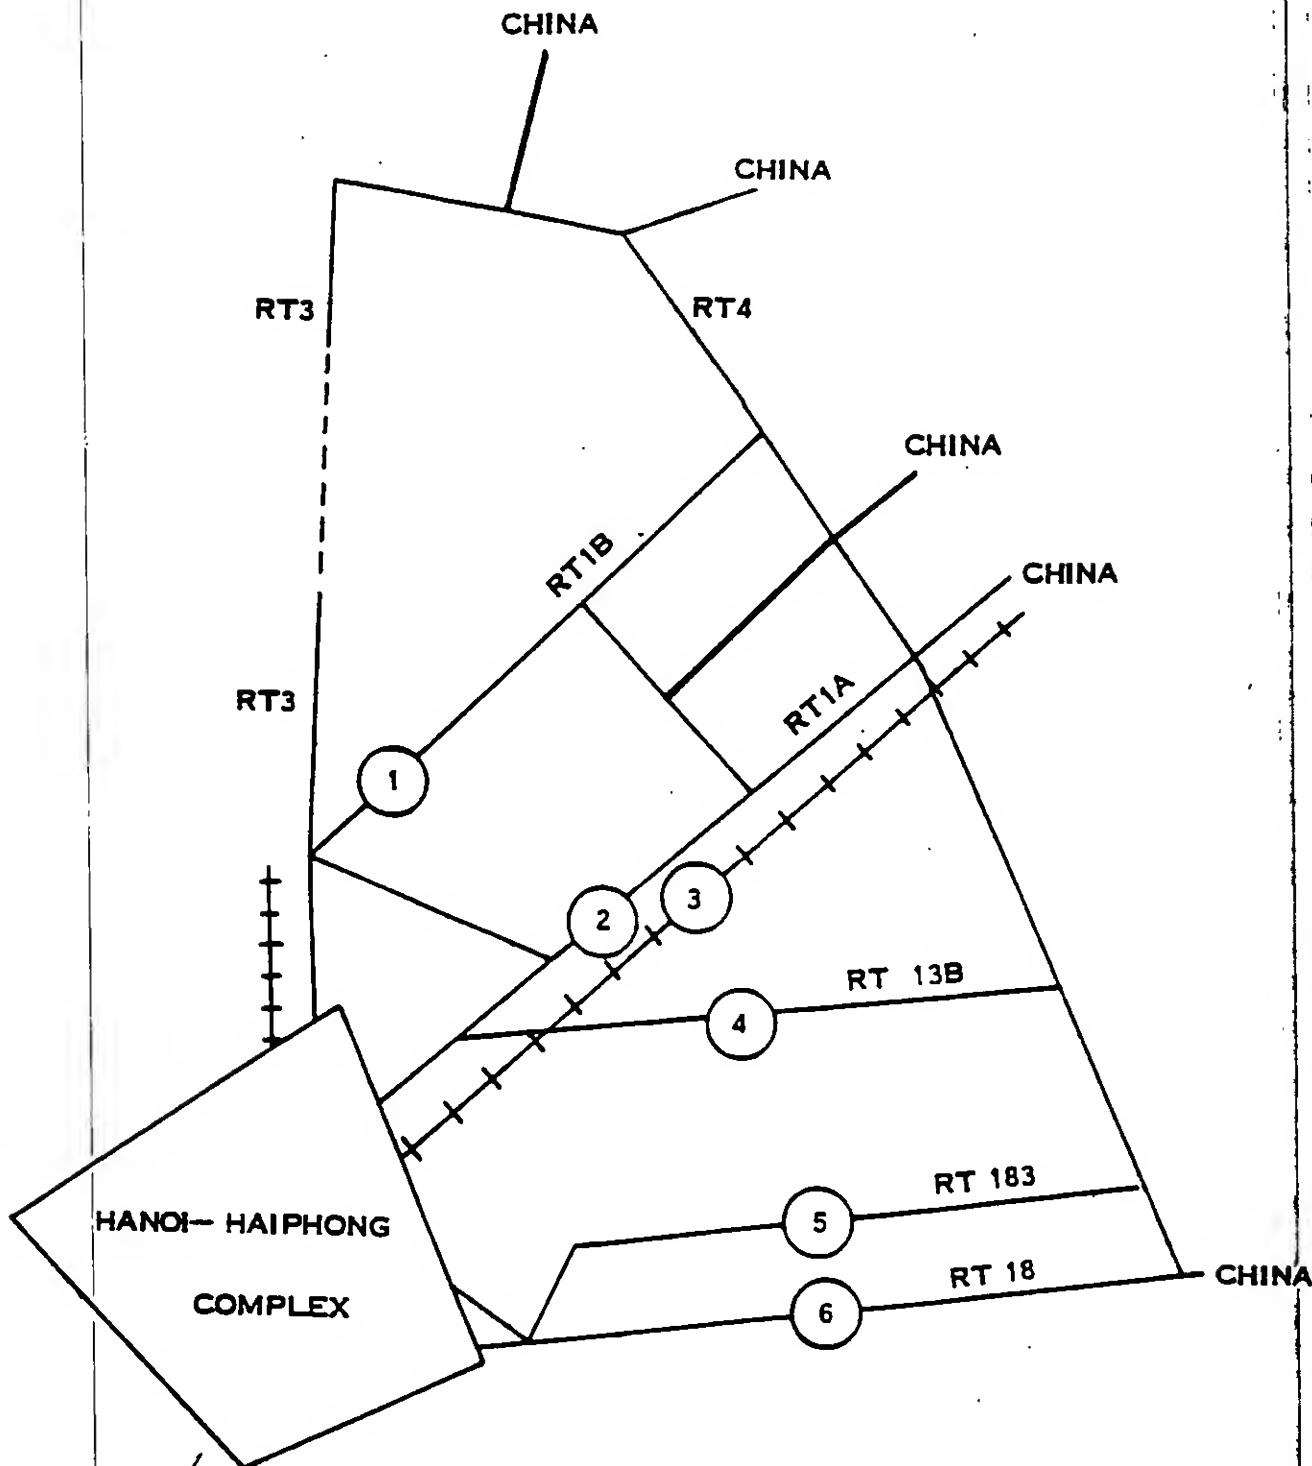 CHINA
CHINA
RT3
RT4
CHINA
RT1B
CHINA
RT3
RT1A
1
2
3
RT 13B
4
RT 183
5
HANOI— HAIPHONG
COMPLEX
RT 18
CHINA
6